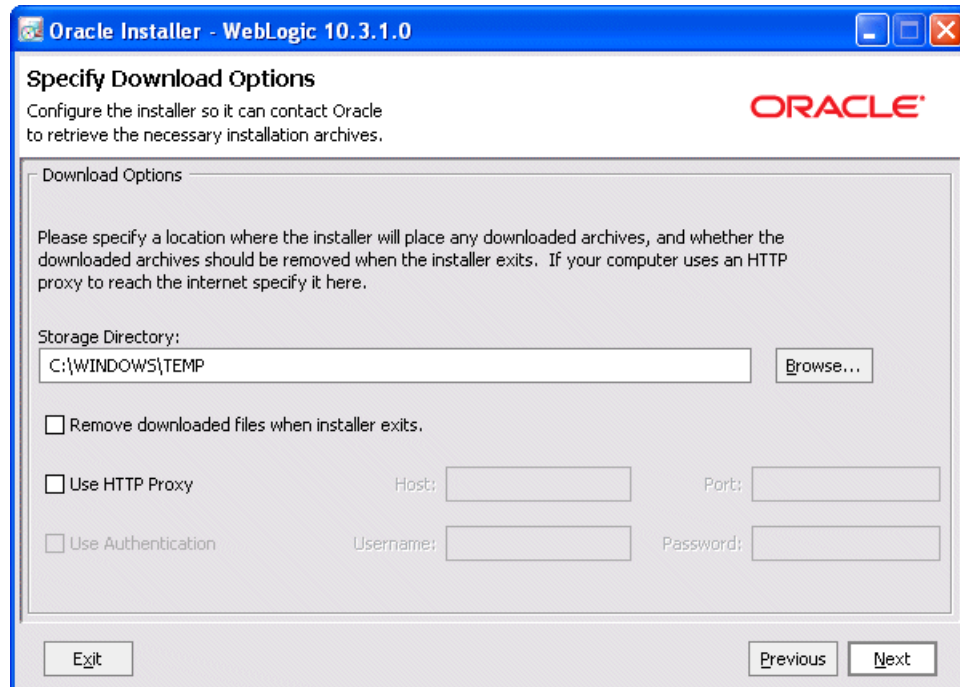 Oracle Installer - WebLogic 10.3.1.0
Specify Download Options
Configure the installer so it can contact Oracle
to retrieve the necessary installation archives.
ORACLE
Download Options
Please specify a location where the installer will place any downloaded archives, and whether the
downloaded archives should be removed when the installer exits.  If your computer uses an HTTP
proxy to reach the internet specify it here.
Storage Directory:
C:\WINDOWS\TEMP
Browse...
Remove downloaded files when installer exits.
Use HTTP Proxy Host: Port:
Use Authentication Username: Password:
Exit Previous Next